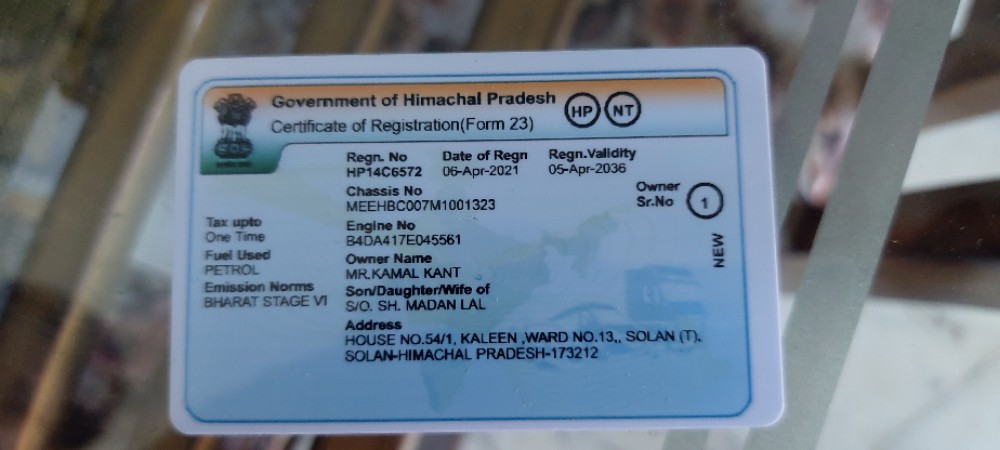 Government of Himachal Pradesh
Certificate of Registration(Form 23)
HP NT
Regn. No Date of Regn Regn.Validity
HP14C6572 06-Apr-2021 05-Apr-2036
Chassis No
MEEHBC007M1001323
Owner
Sr.No 1
Tax upto
One Time
Engine No
B4DA417E045561
NEW
Fuel Used
PETROL
Owner Name
MR.KAMAL KANT
Emission Norms
BHARAT STAGE VI
Son/Daughter/Wife of
S/O. SH. MADAN LAL
Address
HOUSE NO.54/1, KALEEN ,WARD NO.13,, SOLAN (T),
SOLAN-HIMACHAL PRADESH-173212